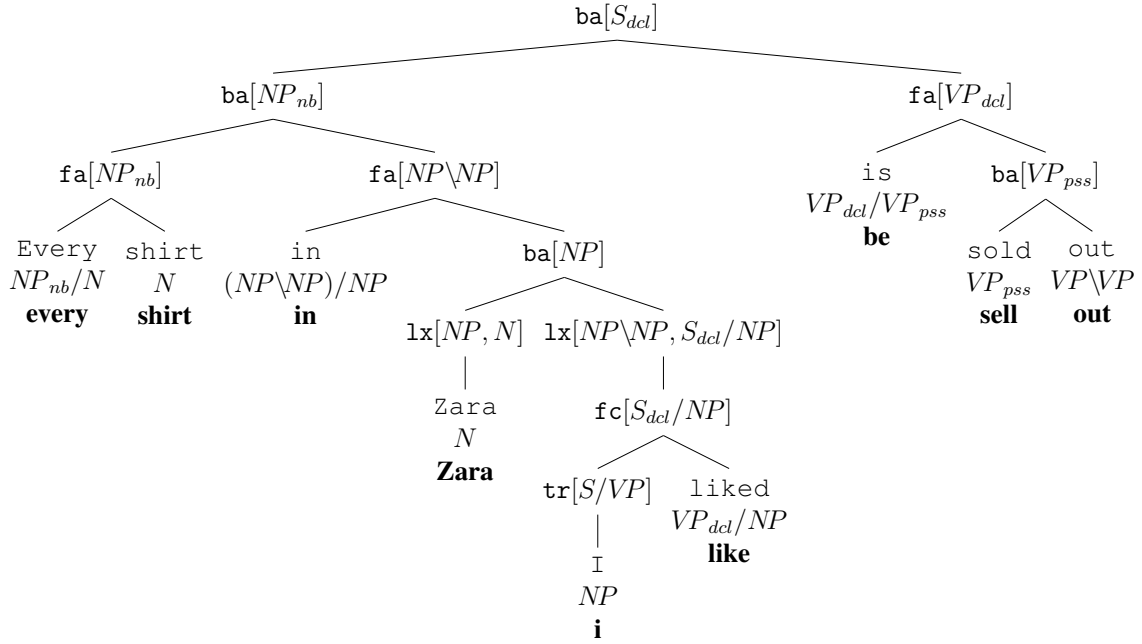 ba[S_dcl]
ba[NP_nb] fa[VP_dcl]
fa[NP_nb] fa[NP\NP] is ba[VP_pss]
VP_dcl/VP_pss
be
Every shirt in ba[NP] sold out
NP_nb/N N (NP\NP)/NP VP_pss VP\VP
every shirt in sell out
lx[NP, N] lx[NP\NP, S_dcl/NP]
Zara fc[S_dcl/NP]
N
Zara
tr[S/VP] liked
VP_dcl/NP
like
I
NP
i